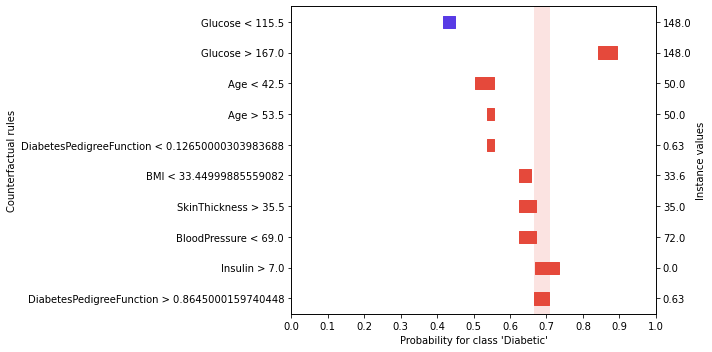 Counterfactual rules
Glucose < 115.5 148.0
Glucose > 167.0 148.0
Age < 42.5 50.0
Age > 53.5 50.0
DiabetesPedigreeFunction < 0.12650000303983688 0.63
BMI < 33.44999885559082 33.6
SkinThickness > 35.5 35.0
BloodPressure < 69.0 72.0
Insulin > 7.0 0.0
DiabetesPedigreeFunction > 0.8645000159740448 0.63
Instance values
0.0 0.1 0.2 0.3 0.4 0.5 0.6 0.7 0.8 0.9 1.0
Probability for class 'Diabetic'